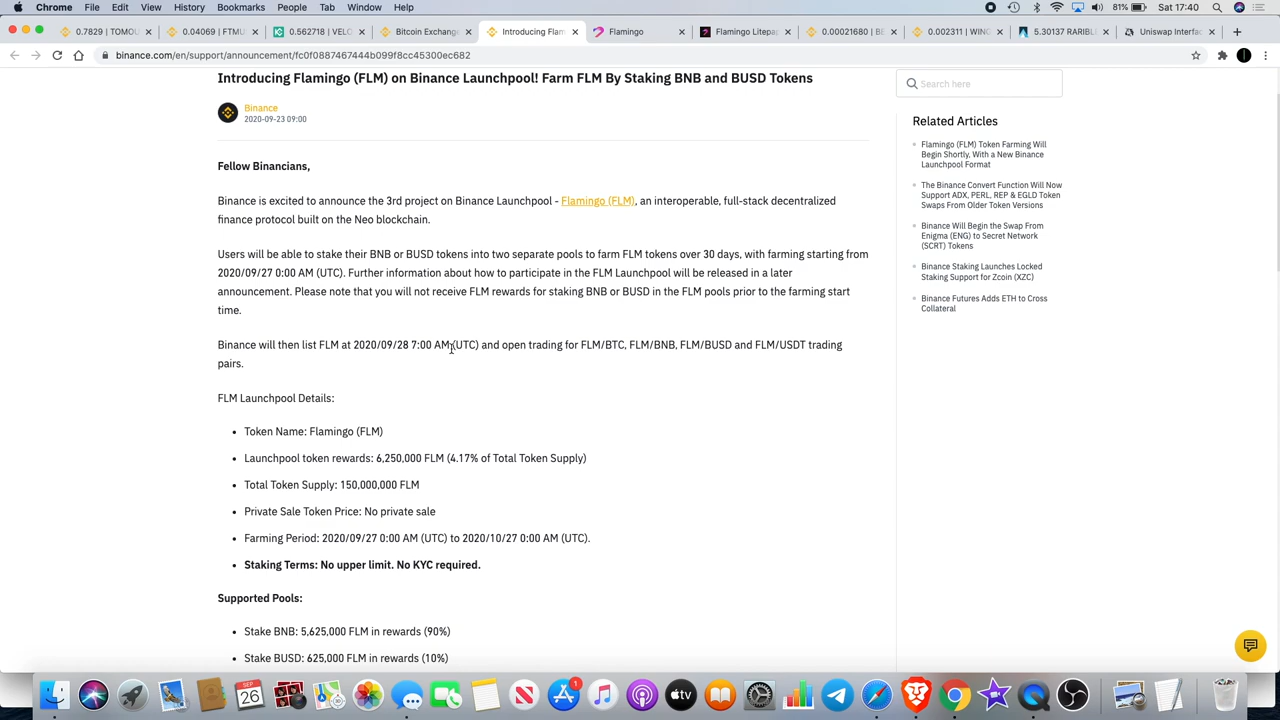 Chrome File Edit View History Bookmarks People Tab Window Help 81% Sat 17:40
0.7829 | TOMOU
0.04069 | FTMU
0.562718 | VELO
Bitcoin Exchange
Introducing Flam
Flamingo
Flamingo Litepap
0.00021680 | BE
0.002311 | WING
5.30137 RARIBL
Uniswap Interfac
binance.com/en/support/announcement/fc0f0887467444b099f8cc45300ec682
Introducing Flamingo (FLM) on Binance Launchpool! Farm FLM By Staking BNB and BUSD Tokens
Binance
2020-09-23 09:00
Fellow Binancians,
Binance is excited to announce the 3rd project on Binance Launchpool - Flamingo (FLM), an interoperable, full-stack decentralized
finance protocol built on the Neo blockchain.
Users will be able to stake their BNB or BUSD tokens into two separate pools to farm FLM tokens over 30 days, with farming starting from
2020/09/27 0:00 AM (UTC). Further information about how to participate in the FLM Launchpool will be released in a later
announcement. Please note that you will not receive FLM rewards for staking BNB or BUSD in the FLM pools prior to the farming start
time.
Binance will then list FLM at 2020/09/28 7:00 AM (UTC) and open trading for FLM/BTC, FLM/BNB, FLM/BUSD and FLM/USDT trading
pairs.
FLM Launchpool Details:
Token Name: Flamingo (FLM)
Launchpool token rewards: 6,250,000 FLM (4.17% of Total Token Supply)
Total Token Supply: 150,000,000 FLM
Private Sale Token Price: No private sale
Farming Period: 2020/09/27 0:00 AM (UTC) to 2020/10/27 0:00 AM (UTC).
Staking Terms: No upper limit. No KYC required.
Supported Pools:
Stake BNB: 5,625,000 FLM in rewards (90%)
Stake BUSD: 625,000 FLM in rewards (10%)
Search here
Related Articles
Flamingo (FLM) Token Farming Will
Begin Shortly, With a New Binance
Launchpool Format
The Binance Convert Function Will Now
Support ADX, PERL, REP & EGLD Token
Swaps From Older Token Versions
Binance Will Begin the Swap From
Enigma (ENG) to Secret Network
(SCRT) Tokens
Binance Staking Launches Locked
Staking Support for Zcoin (XZC)
Binance Futures Adds ETH to Cross
Collateral
SEP
26
1
tv